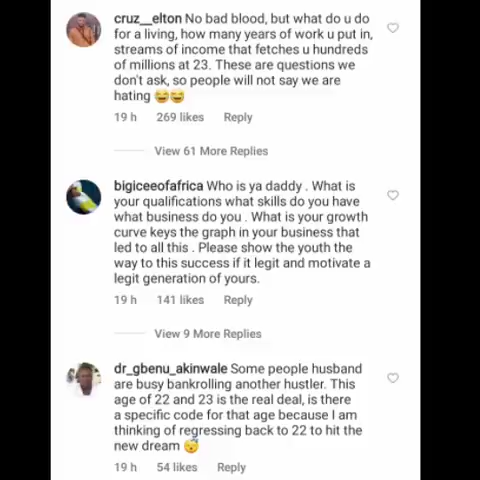 cruz__elton No bad blood, but what do u do
for a living, how many years of work u put in,
streams of income that fetches u hundreds
of millions at 23. These are questions we
don't ask, so people will not say we are
hating 😂😂
19 h 269 likes Reply
View 61 More Replies
bigiceeofafrica Who is ya daddy . What is
your qualifications what skills do you have
what business do you . What is your growth
curve keys the graph in your business that
led to all this . Please show the youth the
way to this success if it legit and motivate a
legit generation of yours.
19 h 141 likes Reply
View 9 More Replies
dr_gbenu_akinwale Some people husband
are busy bankrolling another hustler. This
age of 22 and 23 is the real deal, is there
a specific code for that age because I am
thinking of regressing back to 22 to hit the
new dream 😴
19 h 54 likes Reply